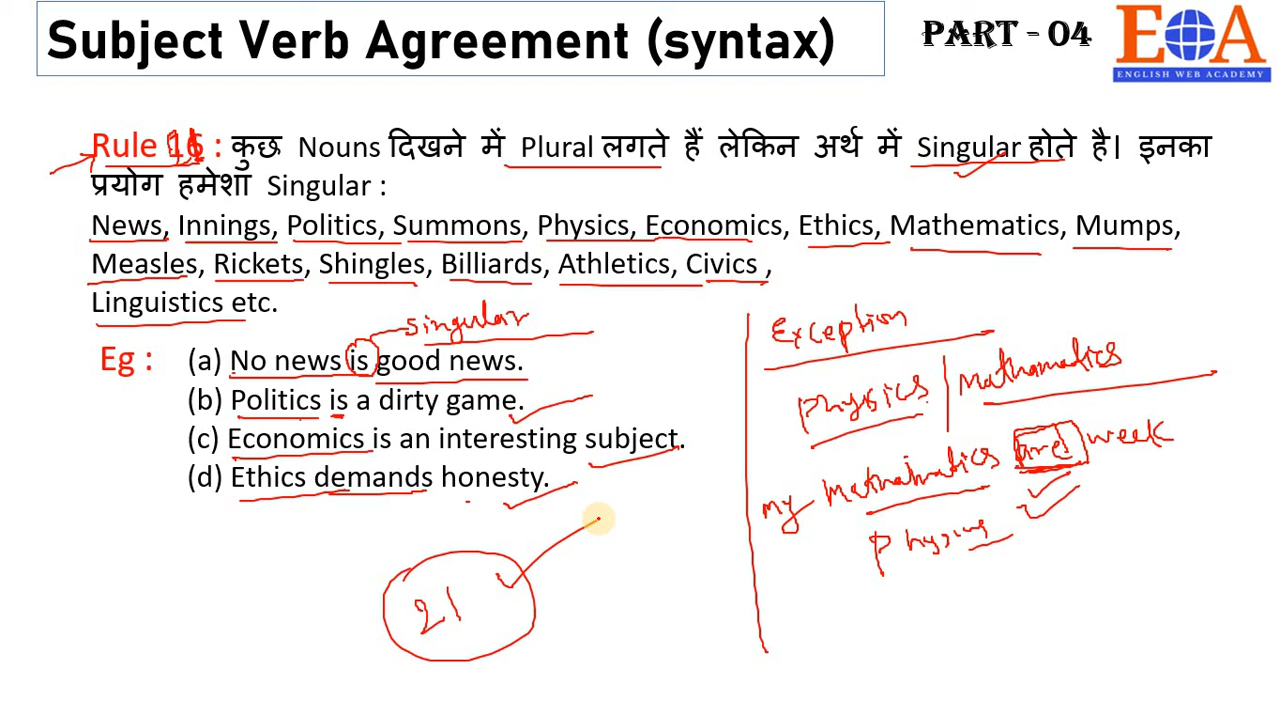 Subject Verb Agreement (syntax)
PART - 04
EWA
ENGLISH WEB ACADEMY
Rule : कुछ Nouns दिखने में Plural लगते हैं लेकिन अर्थ में Singular होते है। इनका
प्रयोग हमेशा Singular :
News, Innings, Politics, Summons, Physics, Economics, Ethics, Mathematics, Mumps,
Measles, Rickets, Shingles, Billiards, Athletics, Civics ,
Linguistics etc.
singular
Eg : (a) No news is good news.
(b) Politics is a dirty game.
(c) Economics is an interesting subject.
(d) Ethics demands honesty.
Exception
Physics | Mathamatics
my are week
Physics
21